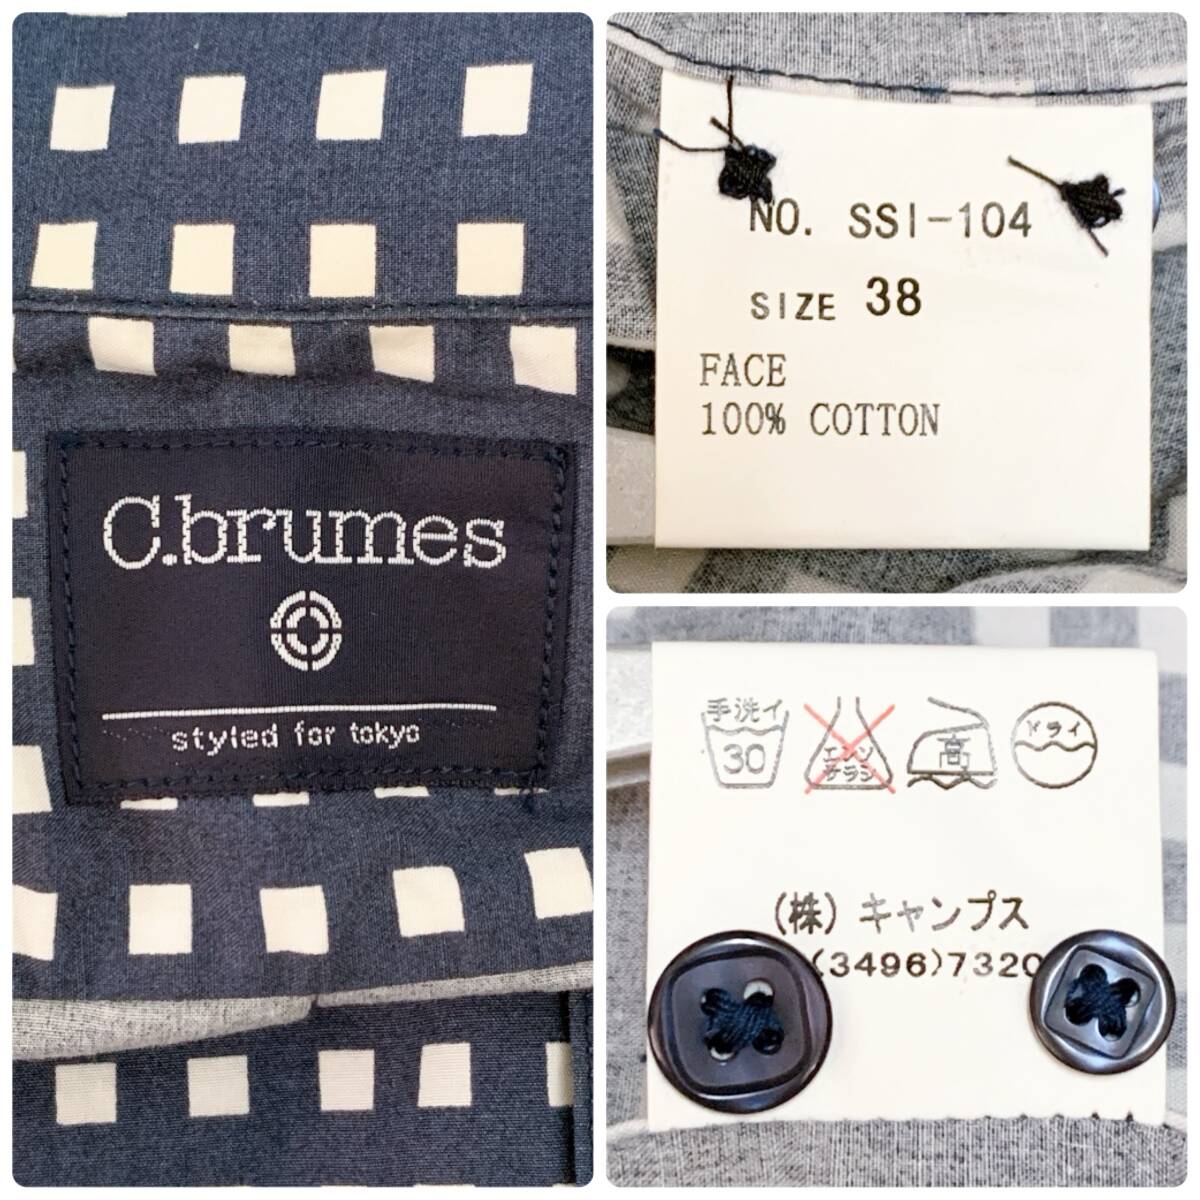 C.brumes
styled for tokyo
NO. SSI-104
SIZE 38
FACE
100% COTTON
手洗イ
30
エンソ
サラシ
高
ドライ
(株)キャンプス
(3496)7320